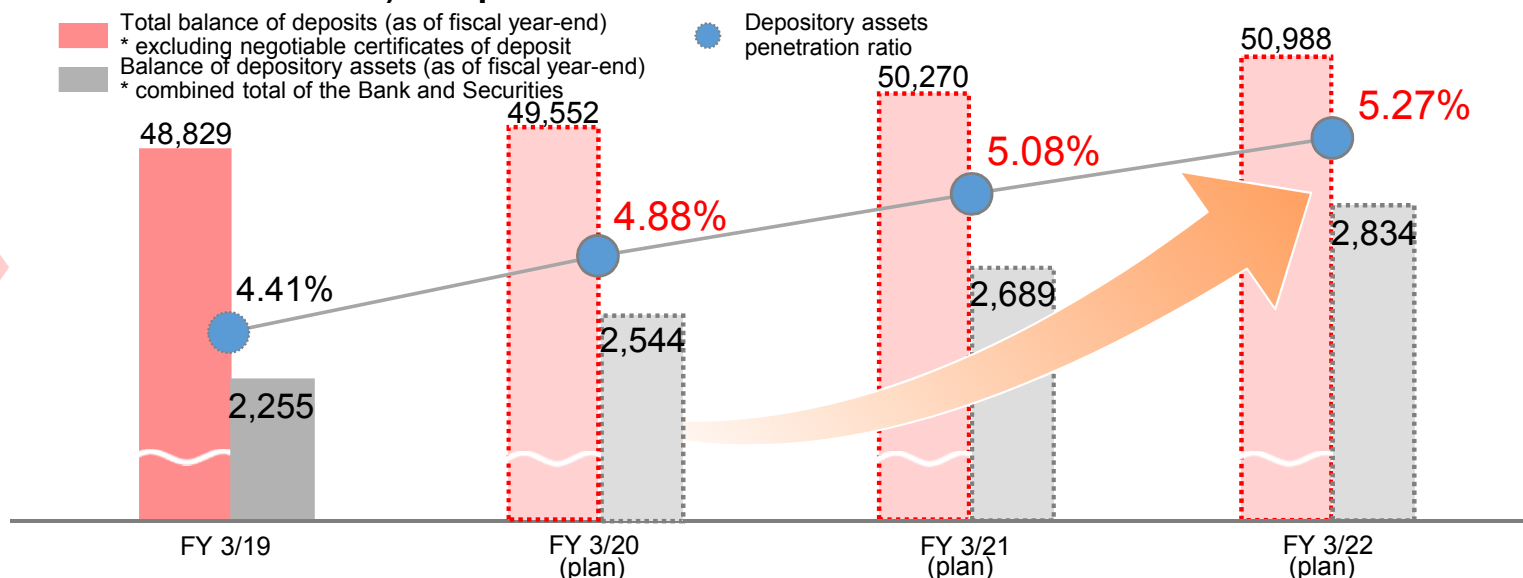 Total balance of deposits (as of fiscal year-end)
* excluding negotiable certificates of deposit
Balance of depository assets (as of fiscal year-end)
* combined total of the Bank and Securities
Depository assets
penetration ratio
48,829
49,552
50,270
50,988
4.41%
4.88%
5.08%
5.27%
2,255
2,544
2,689
2,834
FY 3/19
FY 3/20
(plan)
FY 3/21
(plan)
FY 3/22
(plan)